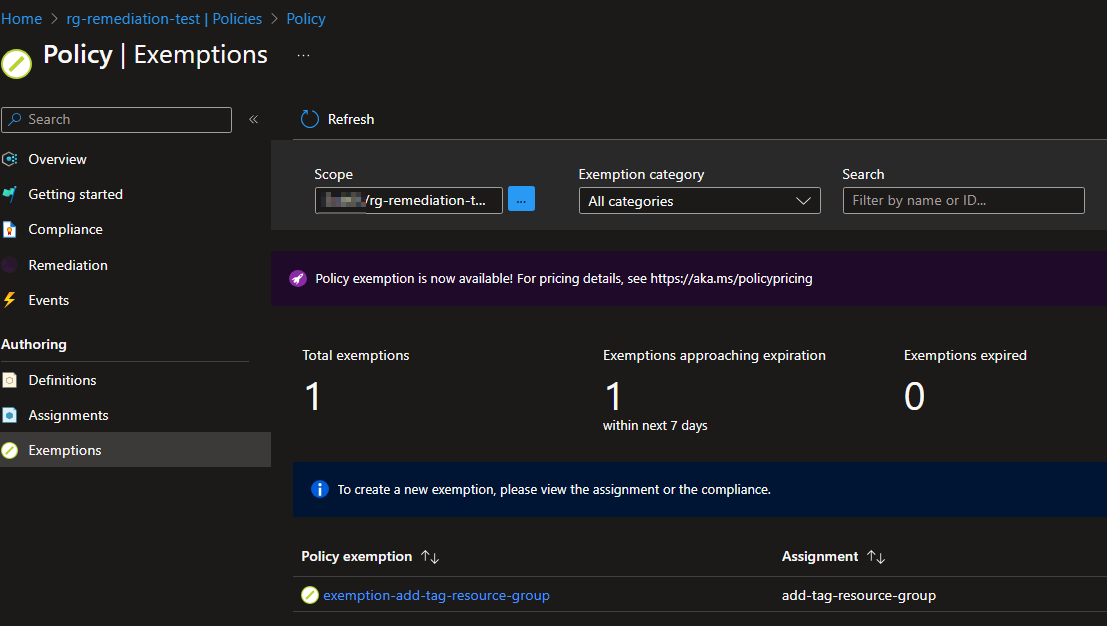 Home > rg-remediation-test | Policies > Policy
Policy | Exemptions ...
Search «
Refresh
Overview
Getting started
Compliance
Remediation
Events
Authoring
Definitions
Assignments
Exemptions
Scope Exemption category Search
/rg-remediation-t... ... All categories Filter by name or ID...
Policy exemption is now available! For pricing details, see https://aka.ms/policypricing
Total exemptions Exemptions approaching expiration Exemptions expired
1 1 0
within next 7 days
To create a new exemption, please view the assignment or the compliance.
Policy exemption ↑↓ Assignment ↑↓
exemption-add-tag-resource-group add-tag-resource-group